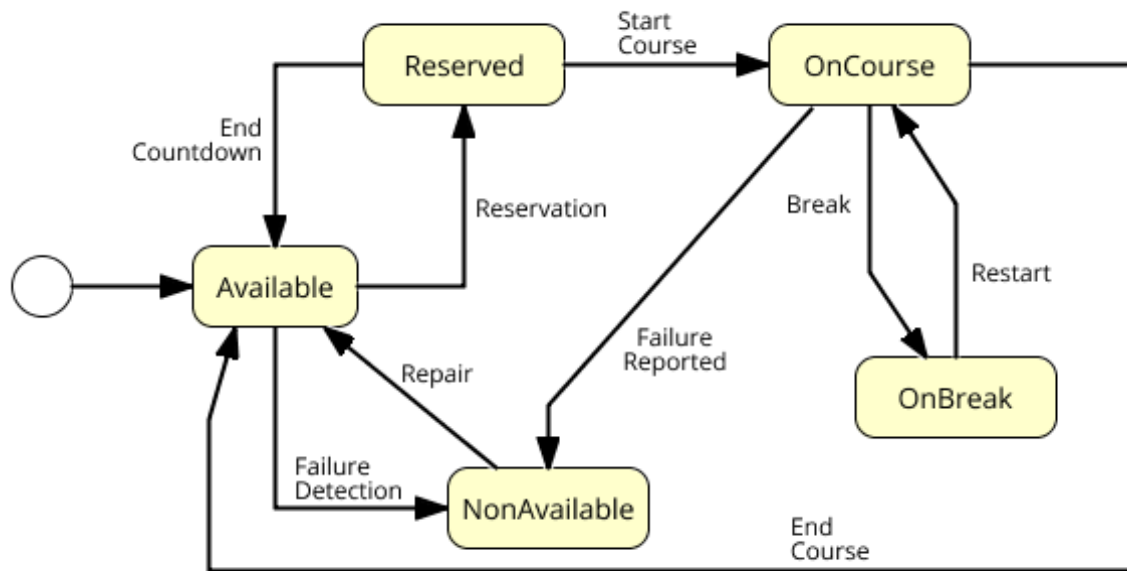 Start
Course
Reserved
OnCourse
End
Countdown
Reservation
Break
Available
Restart
Failure
Reported
Repair
OnBreak
Failure
Detection
NonAvailable
End
Course